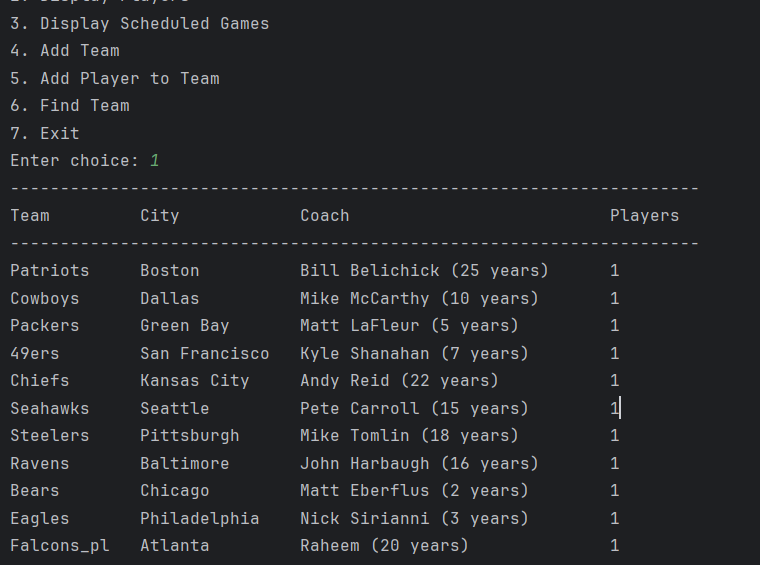 2. Display Players
3. Display Scheduled Games
4. Add Team
5. Add Player to Team
6. Find Team
7. Exit
Enter choice: 1
---------------------------------------------------------------------
Team City Coach Players
---------------------------------------------------------------------
Patriots Boston Bill Belichick (25 years) 1
Cowboys Dallas Mike McCarthy (10 years) 1
Packers Green Bay Matt LaFleur (5 years) 1
49ers San Francisco Kyle Shanahan (7 years) 1
Chiefs Kansas City Andy Reid (22 years) 1
Seahawks Seattle Pete Carroll (15 years) 1
Steelers Pittsburgh Mike Tomlin (18 years) 1
Ravens Baltimore John Harbaugh (16 years) 1
Bears Chicago Matt Eberflus (2 years) 1
Eagles Philadelphia Nick Sirianni (3 years) 1
Falcons_pl Atlanta Raheem (20 years) 1